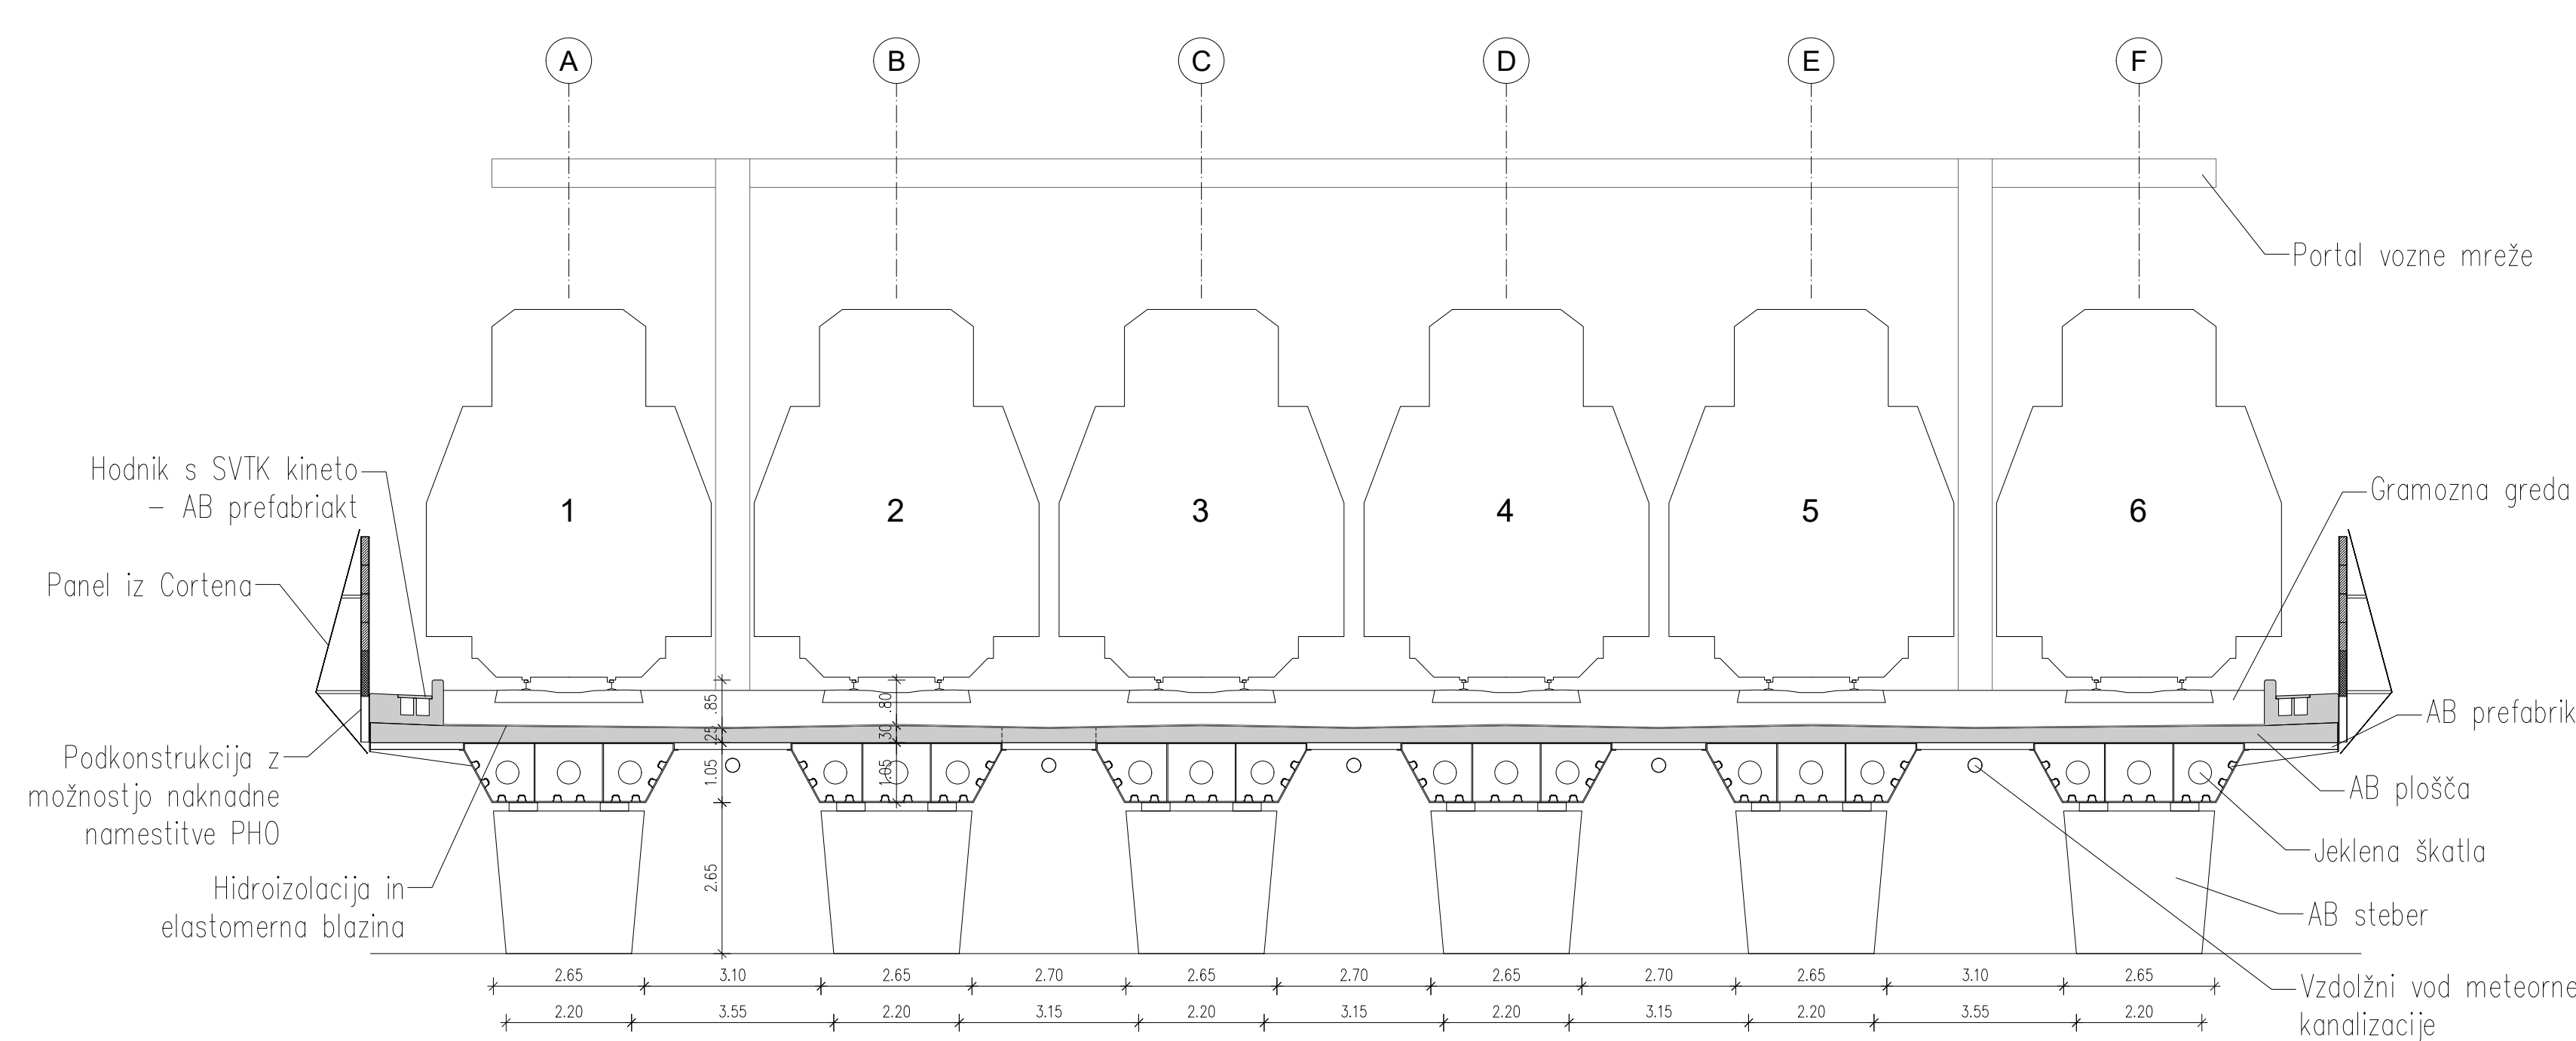 A B C D E F
Portal vozne mreže
Hodnik s SVTK kineto
– AB prefabriakt
1 2 3 4 5 6
Gramozna greda
Panel iz Cortena
AB prefabrik
Podkonstrukcija z
možnostjo naknadne
namestitve PHO
.85 .80
.25 .30
1.05 1.05
AB plošča
Jeklena škatla
Hidroizolacija in
elastomerna blazina
2.65
AB steber
2.65 3.10 2.65 2.70 2.65 2.70 2.65 2.70 2.65 3.10 2.65
2.20 3.55 2.20 3.15 2.20 3.15 2.20 3.15 2.20 3.55 2.20
Vzdolžni vod meteorne
kanalizacije